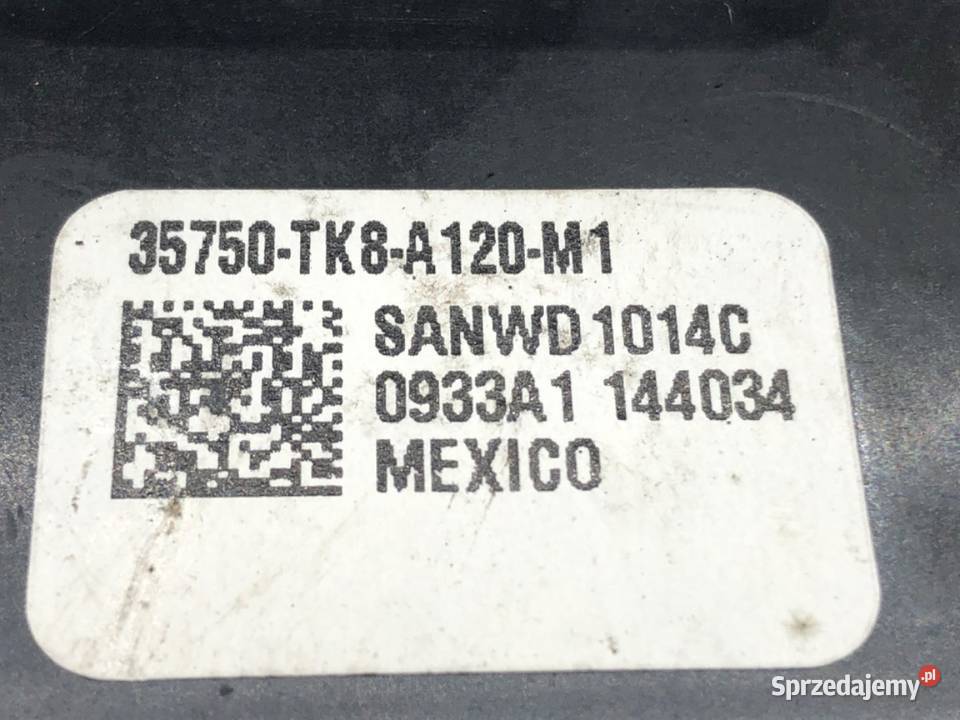 35750-TK8-A120-M1
SANWD1014C
0933A1 144034
MEXICO
Sprzedajemy.pl